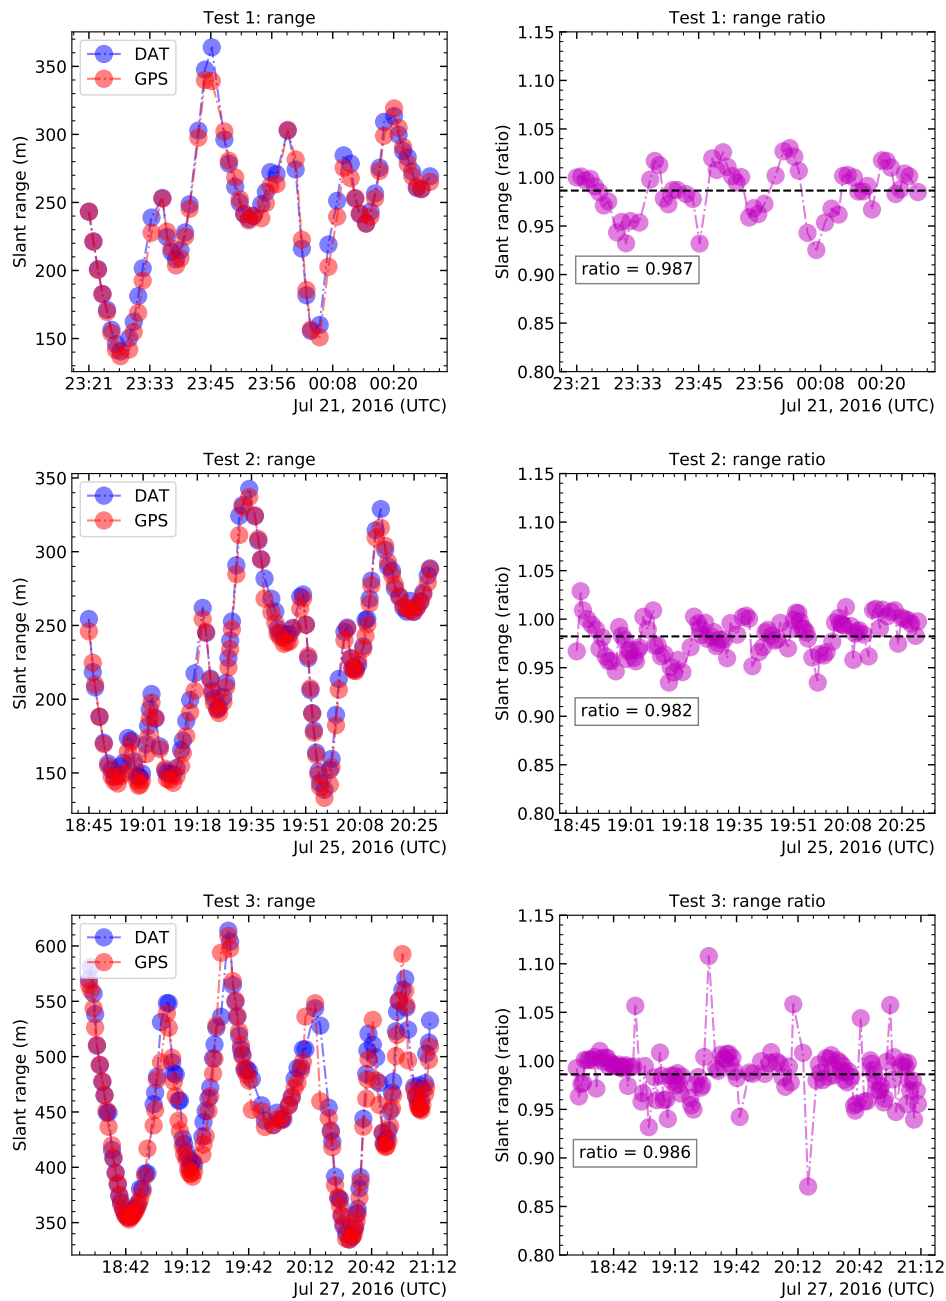 Test 1: range
Slant range (m)
350
300
250
200
150
DAT
GPS
23:21 23:33 23:45 23:56 00:08 00:20
Jul 21, 2016 (UTC)
Test 1: range ratio
Slant range (ratio)
1.15
1.10
1.05
1.00
0.95
0.90
0.85
0.80
ratio = 0.987
23:21 23:33 23:45 23:56 00:08 00:20
Jul 21, 2016 (UTC)
Test 2: range
Slant range (m)
350
300
250
200
150
DAT
GPS
18:45 19:01 19:18 19:35 19:51 20:08 20:25
Jul 25, 2016 (UTC)
Test 2: range ratio
Slant range (ratio)
1.15
1.10
1.05
1.00
0.95
0.90
0.85
0.80
ratio = 0.982
18:45 19:01 19:18 19:35 19:51 20:08 20:25
Jul 25, 2016 (UTC)
Test 3: range
Slant range (m)
600
550
500
450
400
350
DAT
GPS
18:42 19:12 19:42 20:12 20:42 21:12
Jul 27, 2016 (UTC)
Test 3: range ratio
Slant range (ratio)
1.15
1.10
1.05
1.00
0.95
0.90
0.85
0.80
ratio = 0.986
18:42 19:12 19:42 20:12 20:42 21:12
Jul 27, 2016 (UTC)